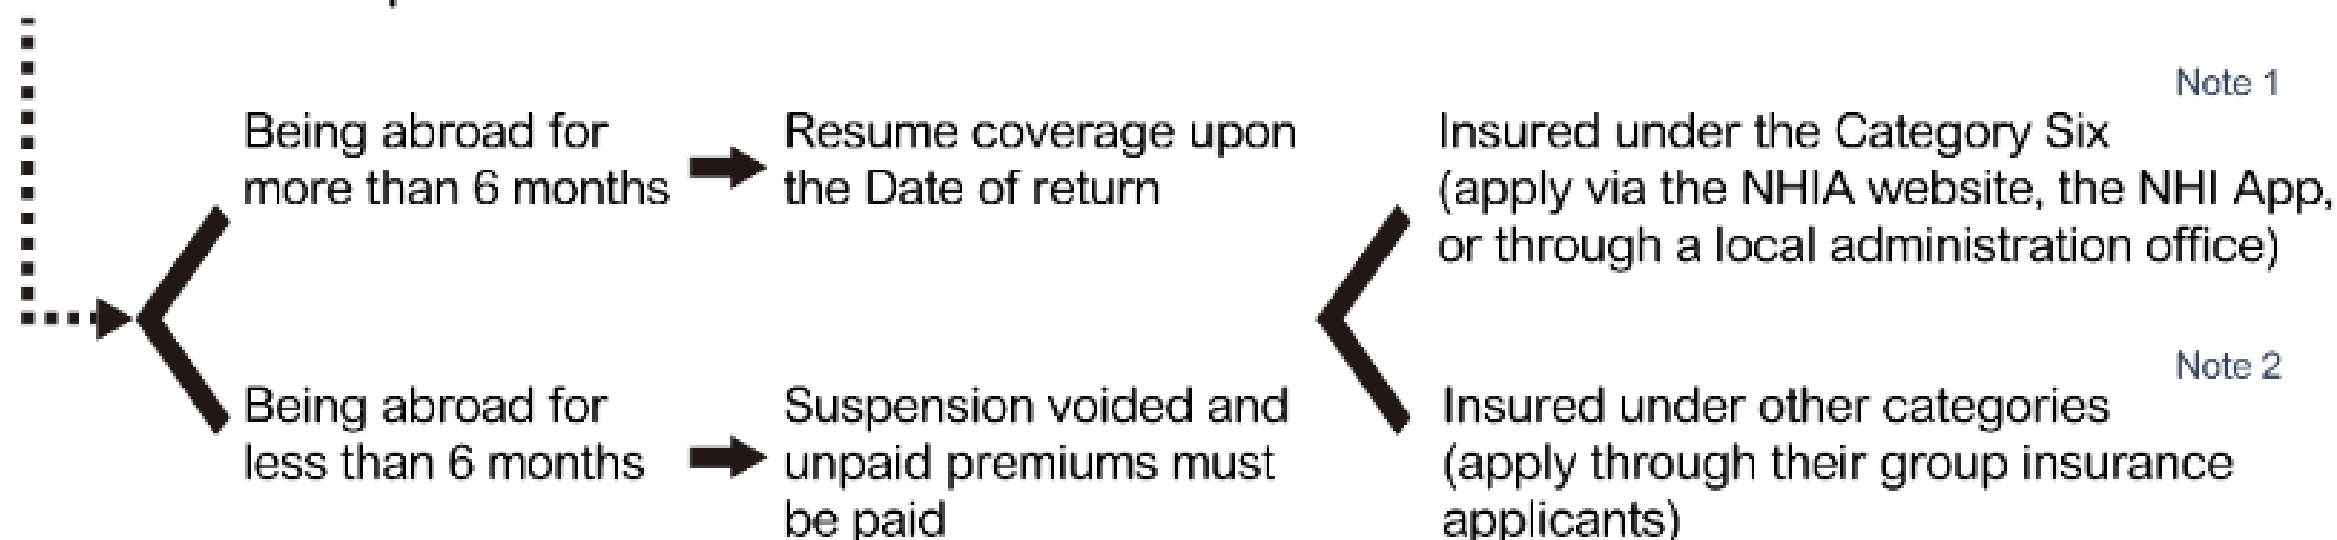 Being abroad for
more than 6 months
Resume coverage upon
the Date of return
Note 1
Insured under the Category Six
(apply via the NHIA website, the NHI App,
or through a local administration office)
Being abroad for
less than 6 months
Suspension voided and
unpaid premiums must
be paid
Note 2
Insured under other categories
(apply through their group insurance
applicants)